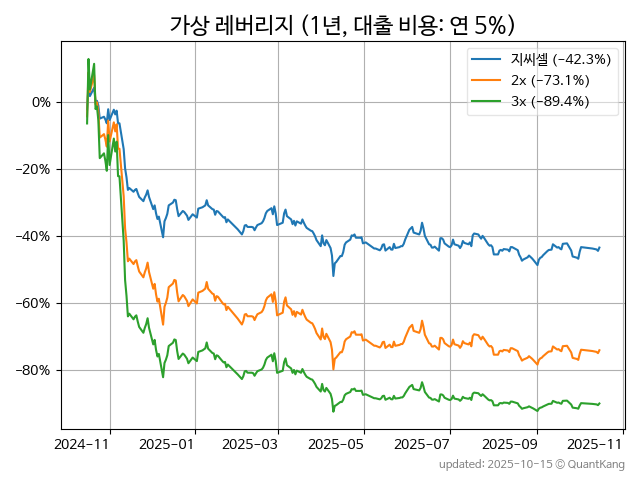 가상 레버리지 (1년, 대출 비용: 연 5%)
지씨셀 (−42.3%)
2x (−73.1%)
3x (−89.4%)
0%
−20%
−40%
−60%
−80%
2024-11 2025-01 2025-03 2025-05 2025-07 2025-09 2025-11
updated: 2025-10-15 © QuantKang